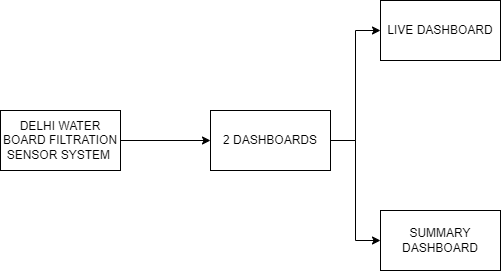 LIVE DASHBOARD
DELHI WATER
BOARD FILTRATION
SENSOR SYSTEM
2 DASHBOARDS
SUMMARY
DASHBOARD